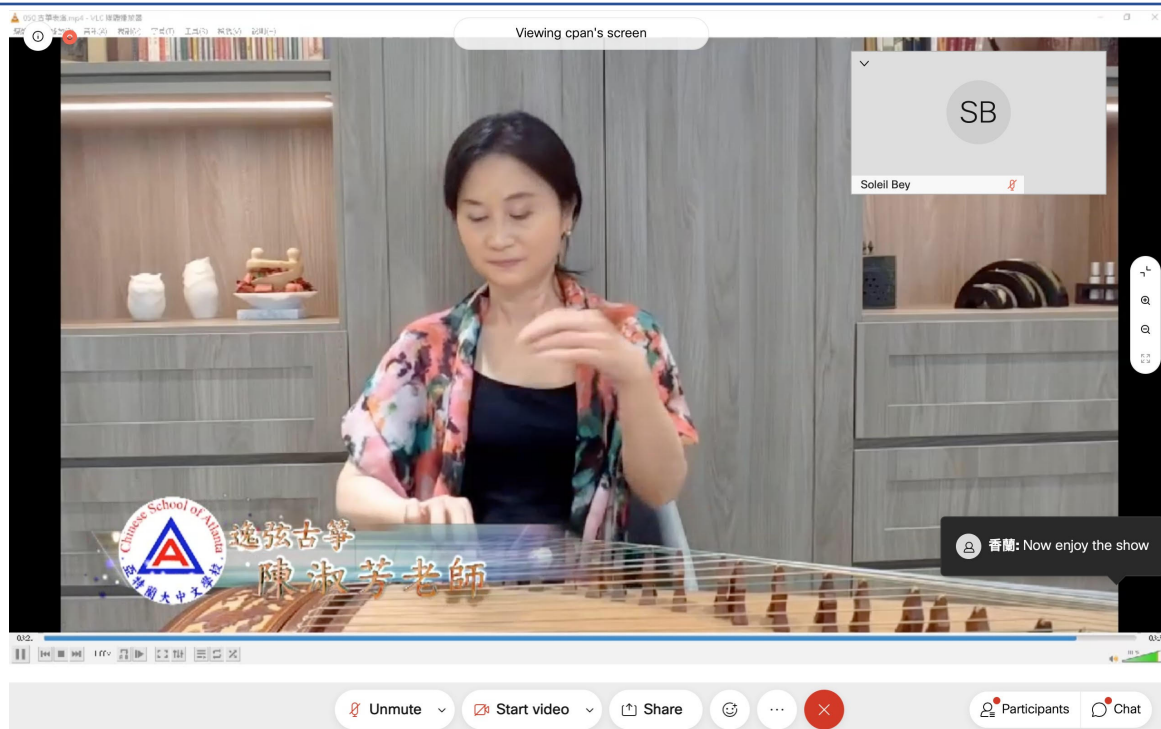 Viewing cpan's screen
SB
Soleil Bey
Chinese School of Atlanta
亞特蘭大中文學校
A
逸弦古箏
陳淑芳老師
香蘭: Now enjoy the show
Unmute
Start video
Share
Participants
Chat